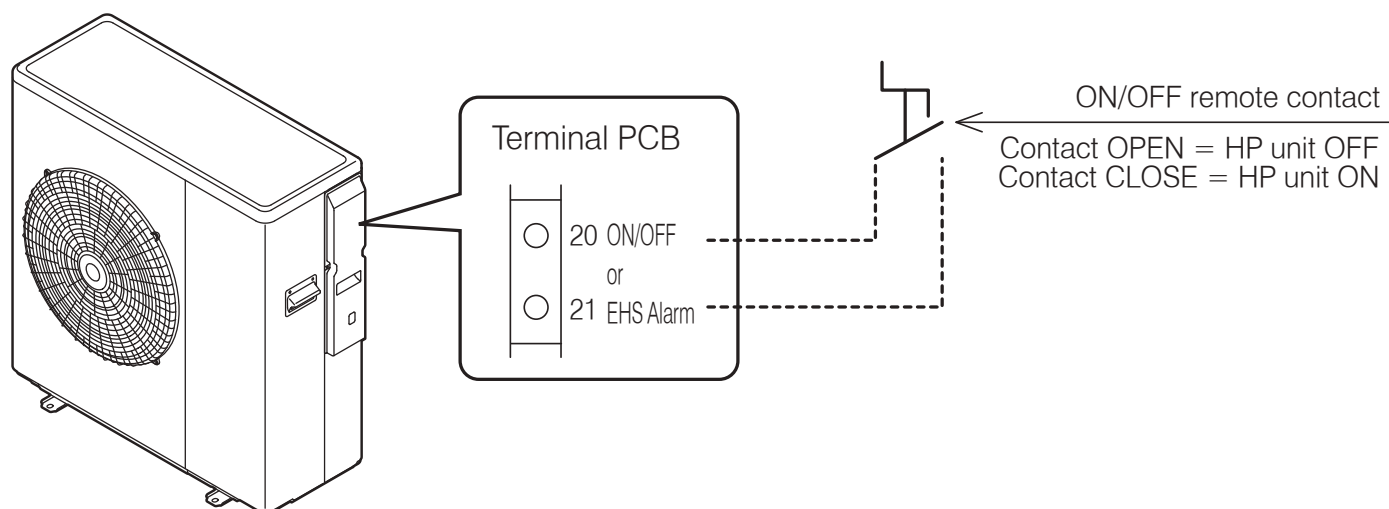 Terminal PCB
20 ON/OFF
or
21 EHS Alarm
ON/OFF remote contact
Contact OPEN = HP unit OFF
Contact CLOSE = HP unit ON